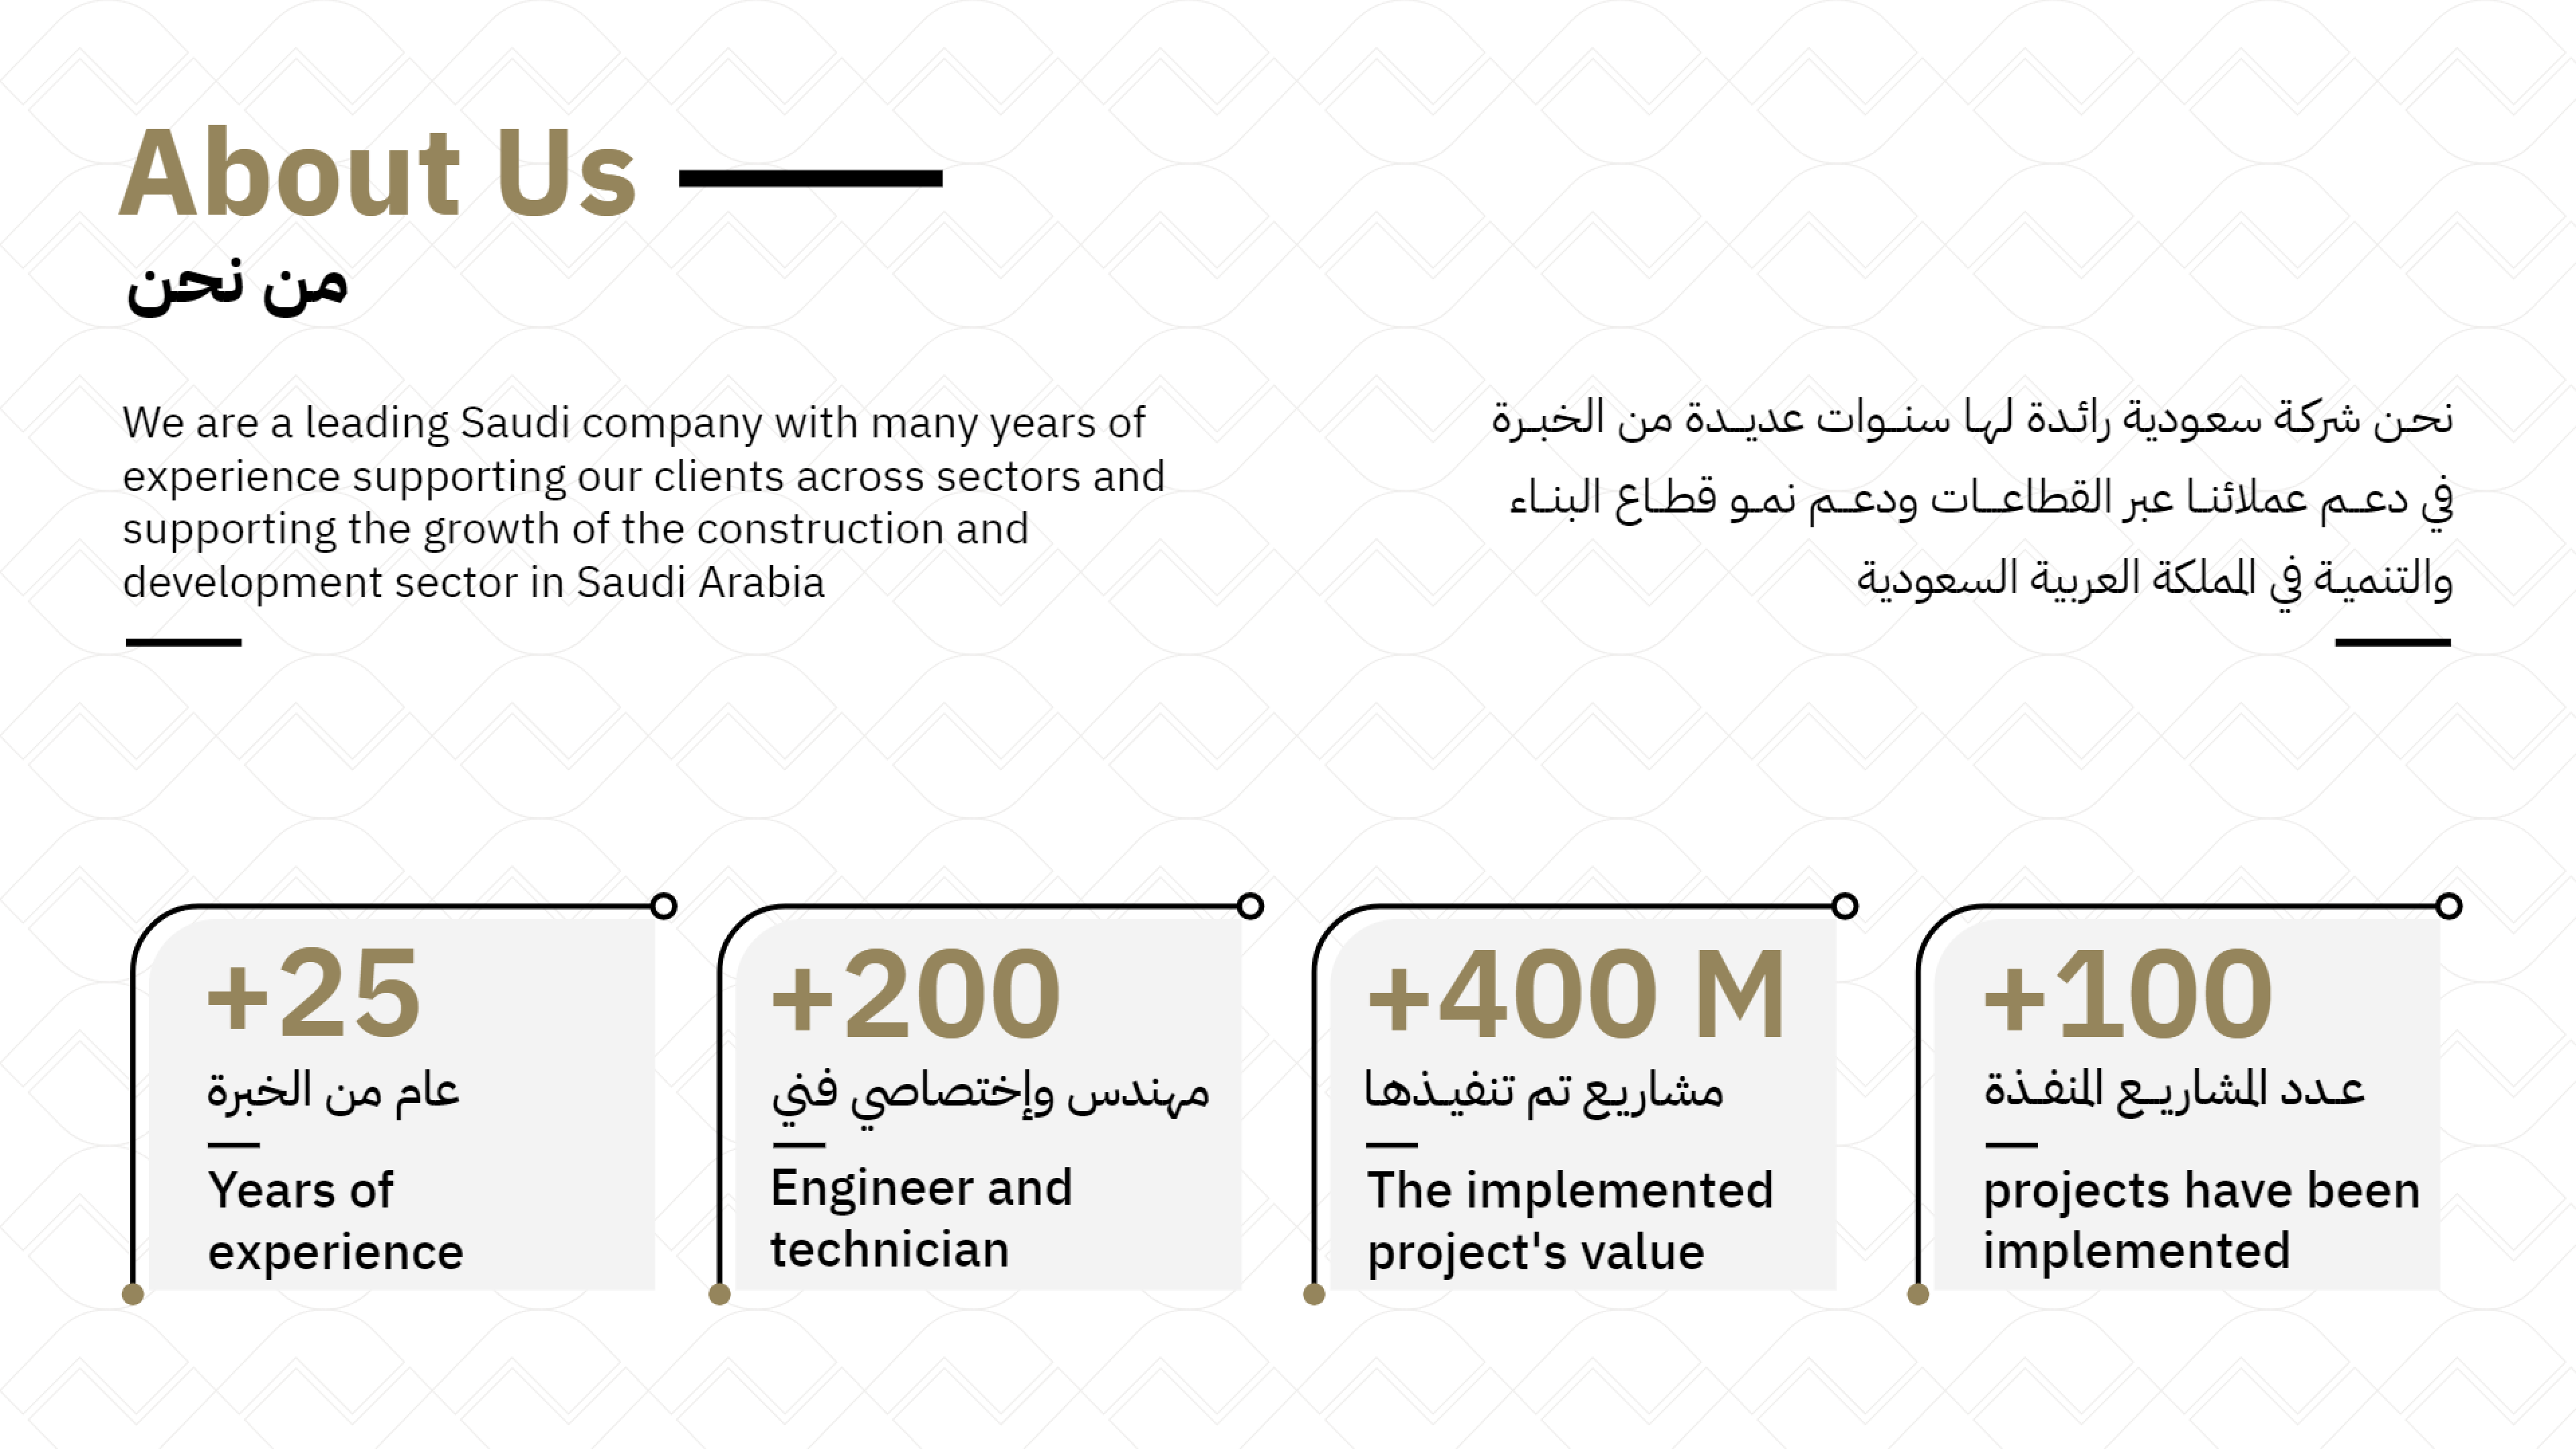 About Us
من نحن
We are a leading Saudi company with many years of
experience supporting our clients across sectors and
supporting the growth of the construction and
development sector in Saudi Arabia
نحن شركة سعودية رائدة لها سنوات عديدة من الخبرة
في دعم عملائنا عبر القطاعات ودعم نمو قطاع البناء
والتنمية في المملكة العربية السعودية
+25
عام من الخبرة
Years of
experience
+200
مهندس وإختصاصي فني
Engineer and
technician
+400 M
مشاريع تم تنفيذها
The implemented
project's value
+100
عدد المشاريع المنفذة
projects have been
implemented